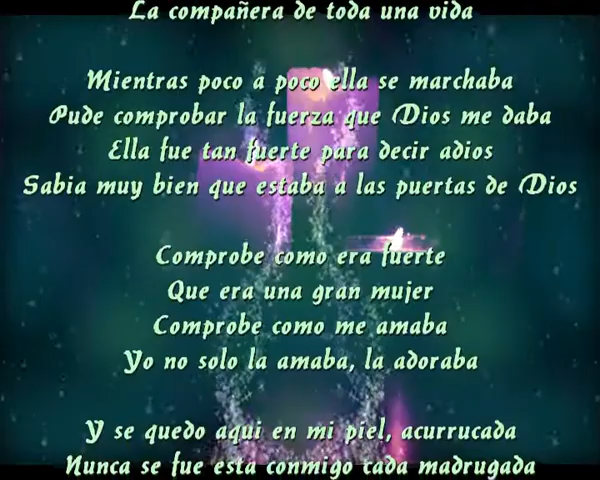 La compañera de toda una vida
Mientras poco a poco ella se marchaba
Pude comprobar la fuerza que Dios me daba
Ella fue tan fuerte para decir adios
Sabia muy bien que estaba a las puertas de Dios
Comprobe como era fuerte
Que era una gran mujer
Comprobe como me amaba
Yo no solo la amaba, la adoraba
Y se quedo aqui en mi piel, acurrucada
Nunca se fue esta conmigo cada madrugada